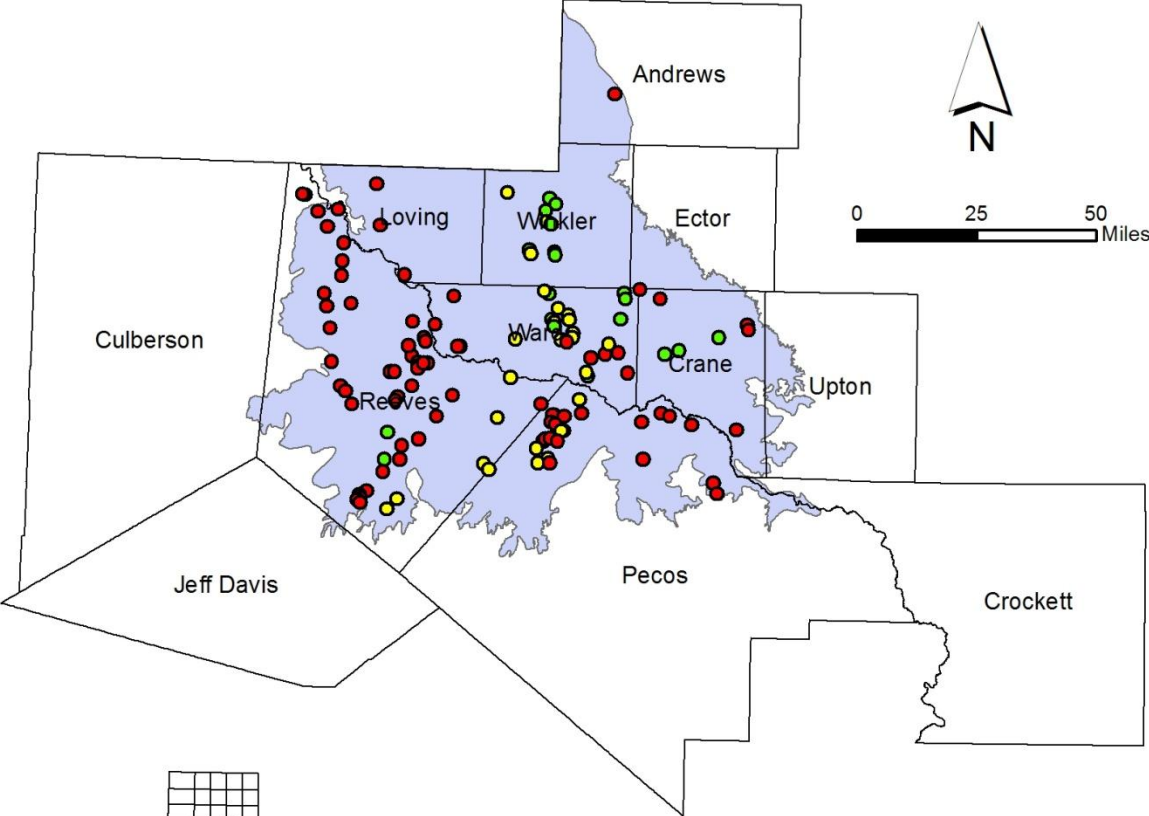 Andrews
N
Loving
Winkler
Ector
0 25 50
Miles
Culberson
Ward
Crane
Upton
Reeves
Jeff Davis
Pecos
Crockett